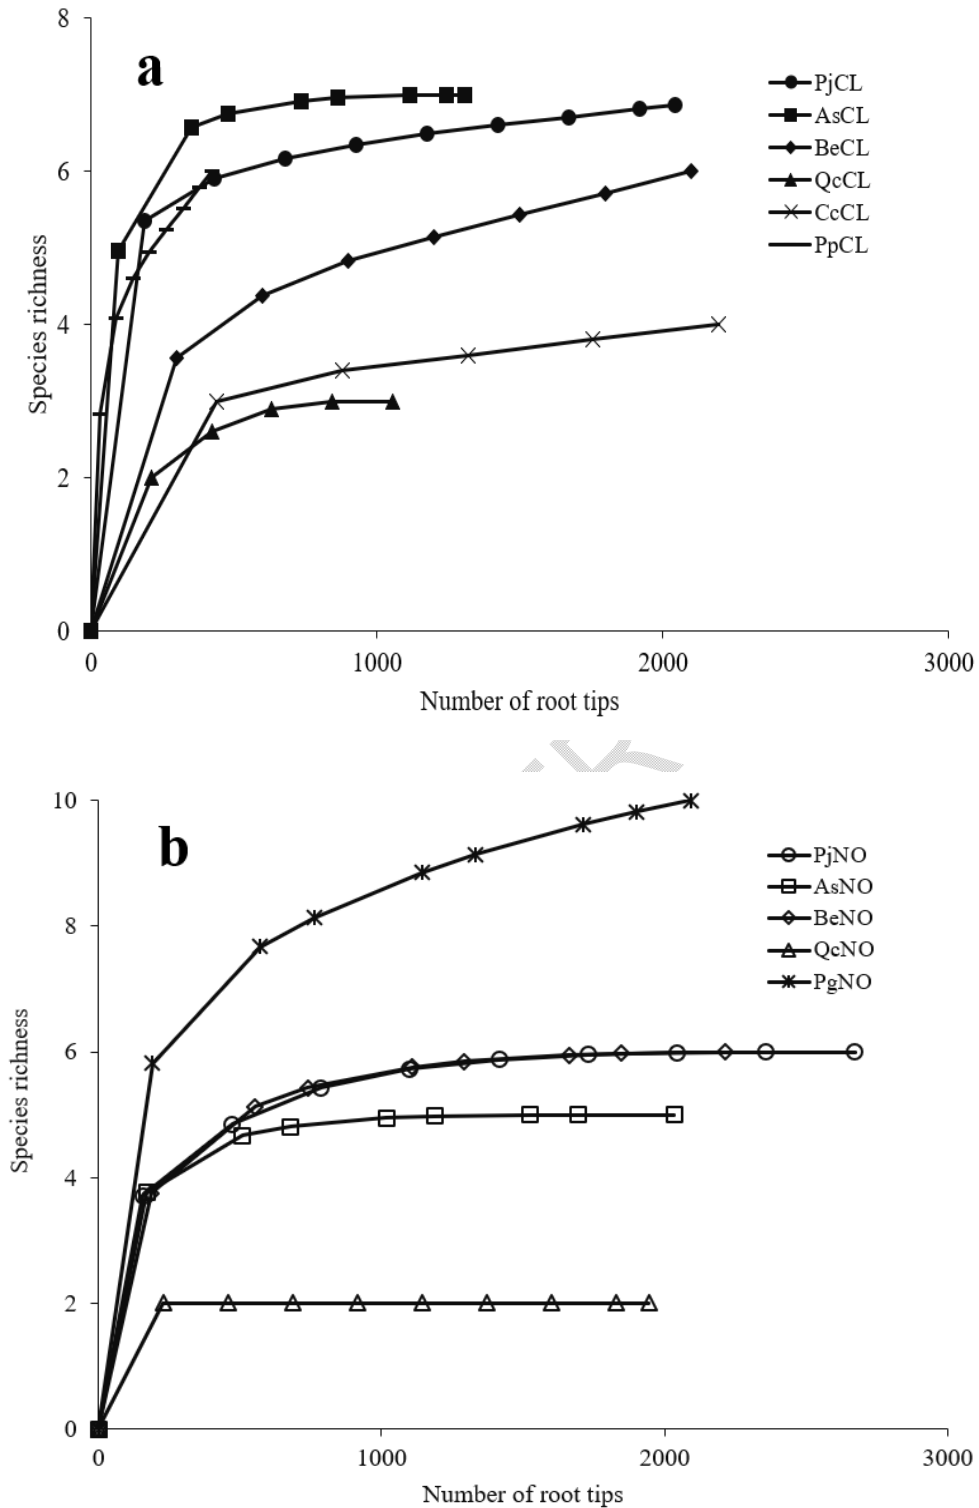 8
a
PjCL
AsCL
BeCL
6
QcCL
CcCL
PpCL
Species richness
4
2
0
0 1000 2000 3000
Number of root tips
10
b
PjNO
AsNO
8
BeNO
QcNO
PgNO
6
Species richness
4
2
0
0 1000 2000 3000
Number of root tips